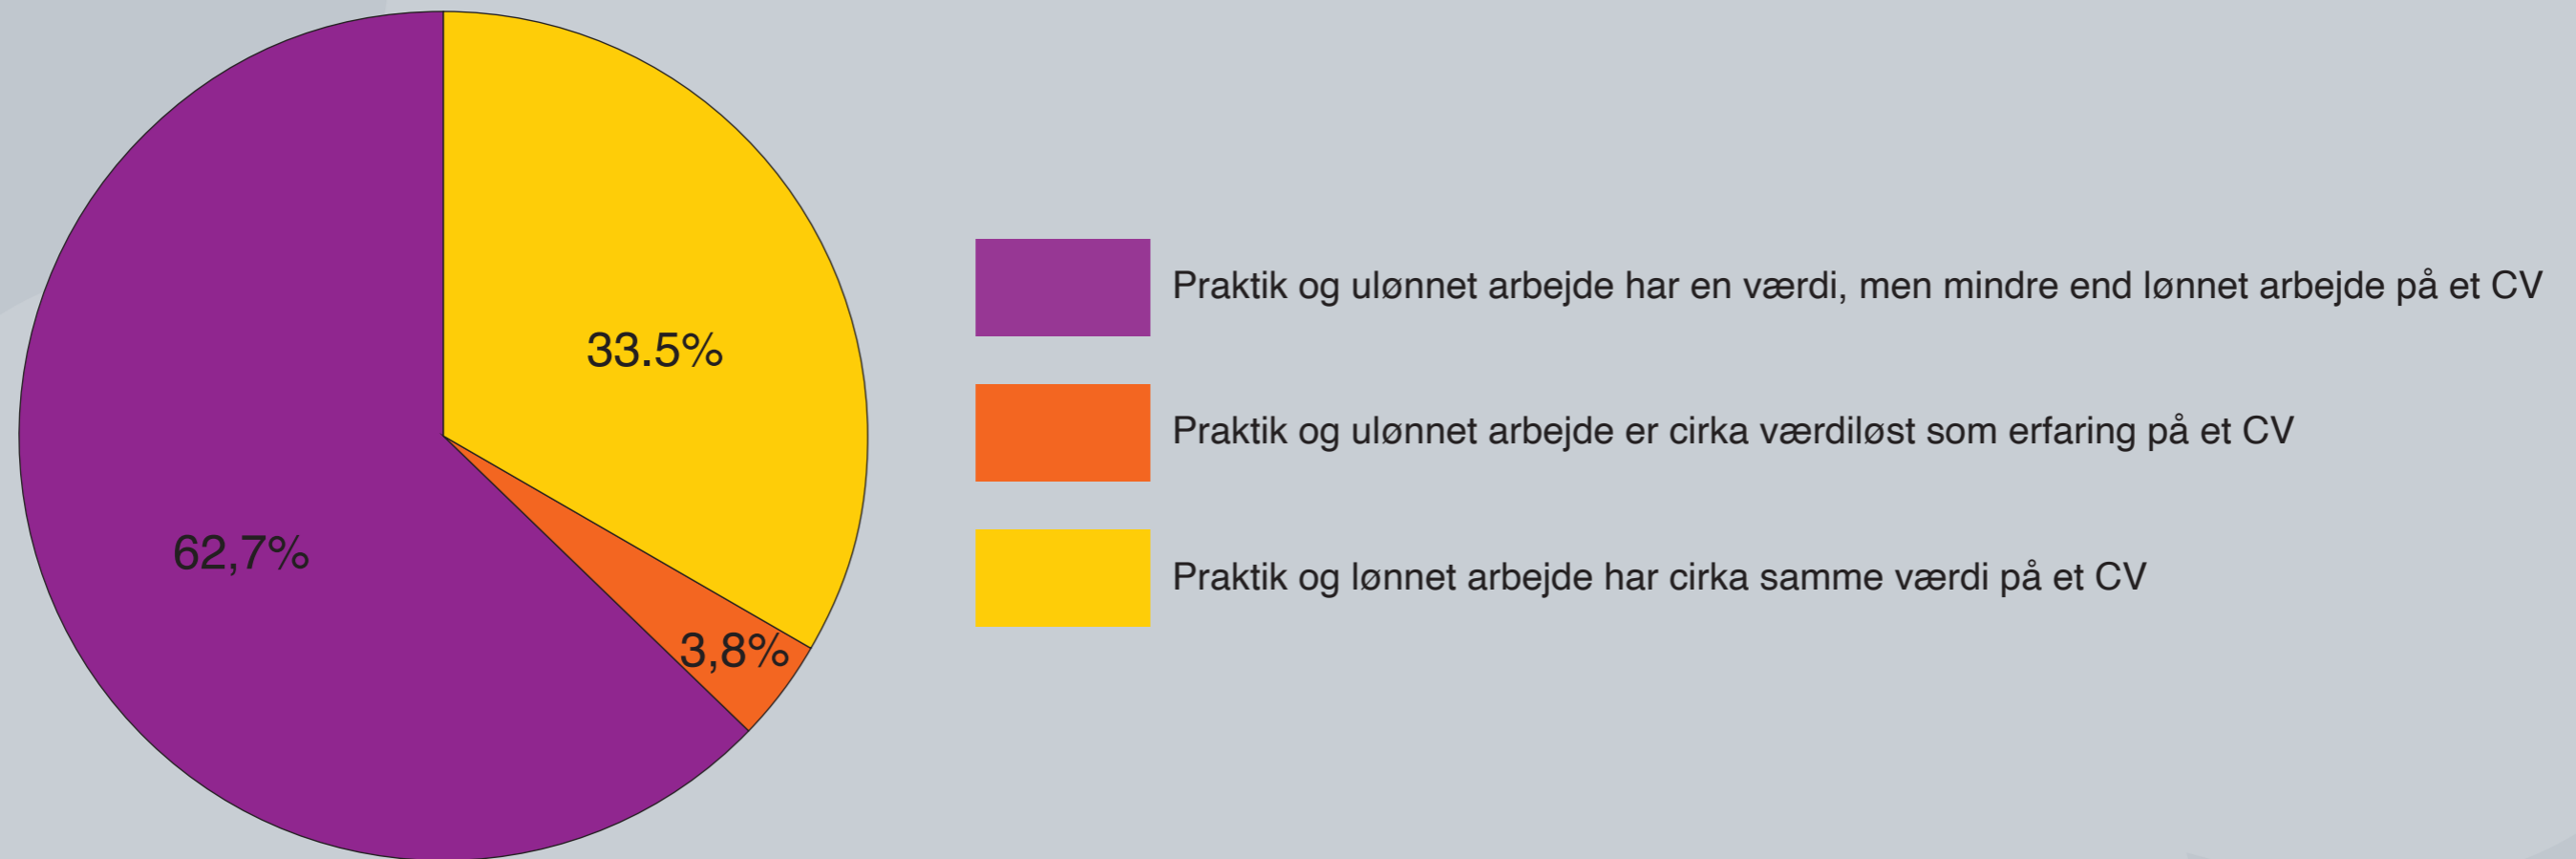 33.5%
62,7%
3,8%
Praktik og ulønnet arbejde har en værdi, men mindre end lønnet arbejde på et CV
Praktik og ulønnet arbejde er cirka værdiløst som erfaring på et CV
Praktik og lønnet arbejde har cirka samme værdi på et CV